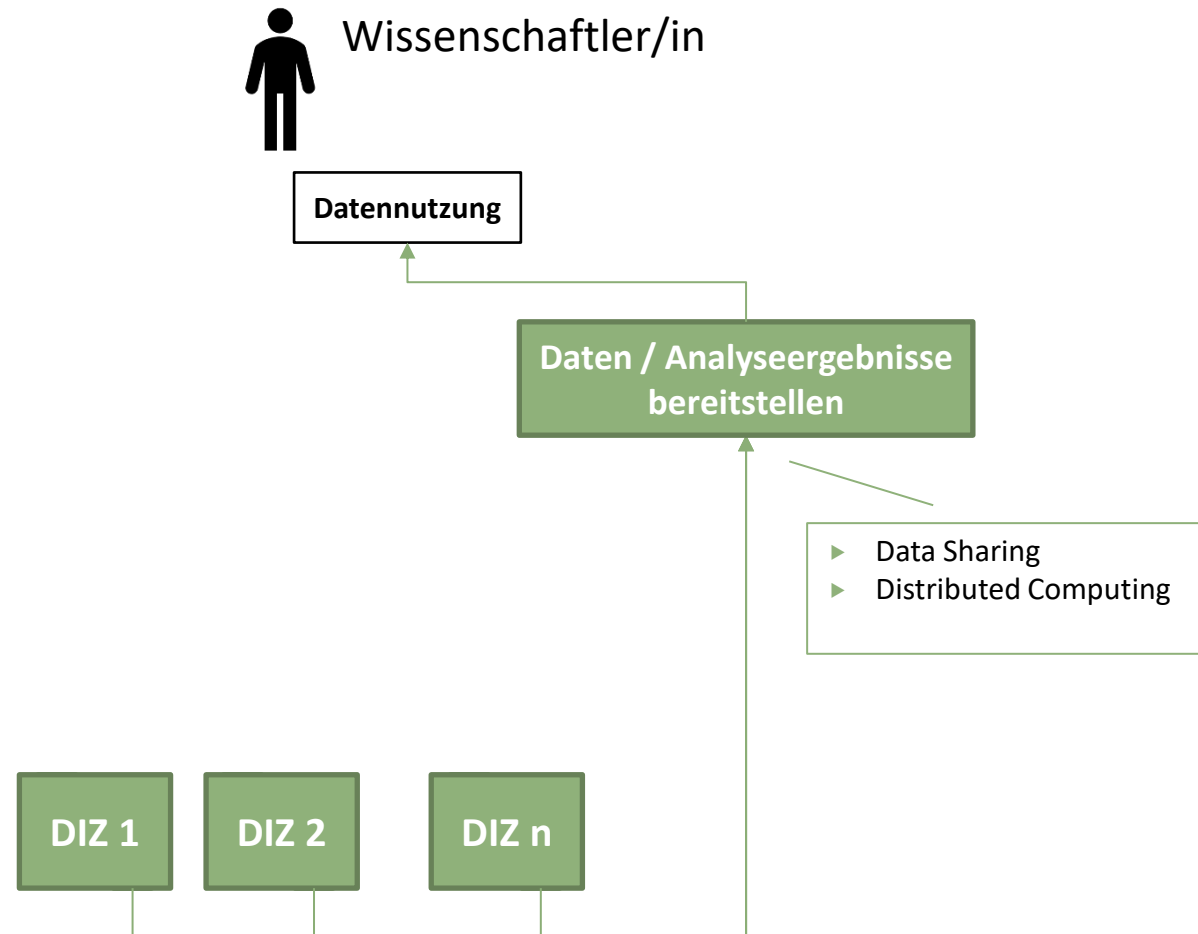 Wissenschaftler/in
Datennutzung
Daten / Analyseergebnisse
bereitstellen
Data Sharing
Distributed Computing
DIZ 1
DIZ 2
DIZ n